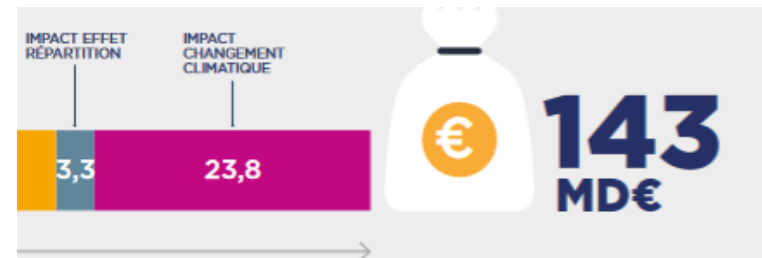 IMPACT EFFET
RÉPARTITION
IMPACT
CHANGEMENT
CLIMATIQUE
3,3
23,8
€
143
MD€